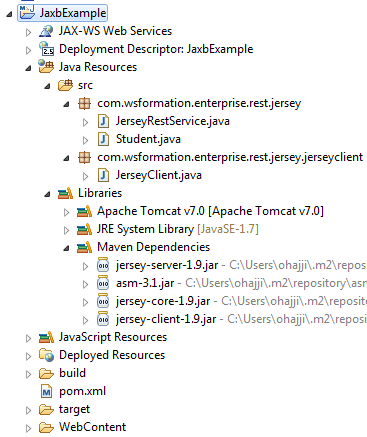 JaxbExample
JAX-WS Web Services
Deployment Descriptor: JaxbExample
Java Resources
src
com.wsformation.enterprise.rest.jersey
JerseyRestService.java
Student.java
com.wsformation.enterprise.rest.jersey.jerseyclient
JerseyClient.java
Libraries
Apache Tomcat v7.0 [Apache Tomcat v7.0]
JRE System Library [JavaSE-1.7]
Maven Dependencies
jersey-server-1.9.jar - C:\Users\ohajji\.m2\repos
asm-3.1.jar - C:\Users\ohajji\.m2\repository\asm
jersey-core-1.9.jar - C:\Users\ohajji\.m2\reposito
jersey-client-1.9.jar - C:\Users\ohajji\.m2\reposi
JavaScript Resources
Deployed Resources
build
pom.xml
target
WebContent